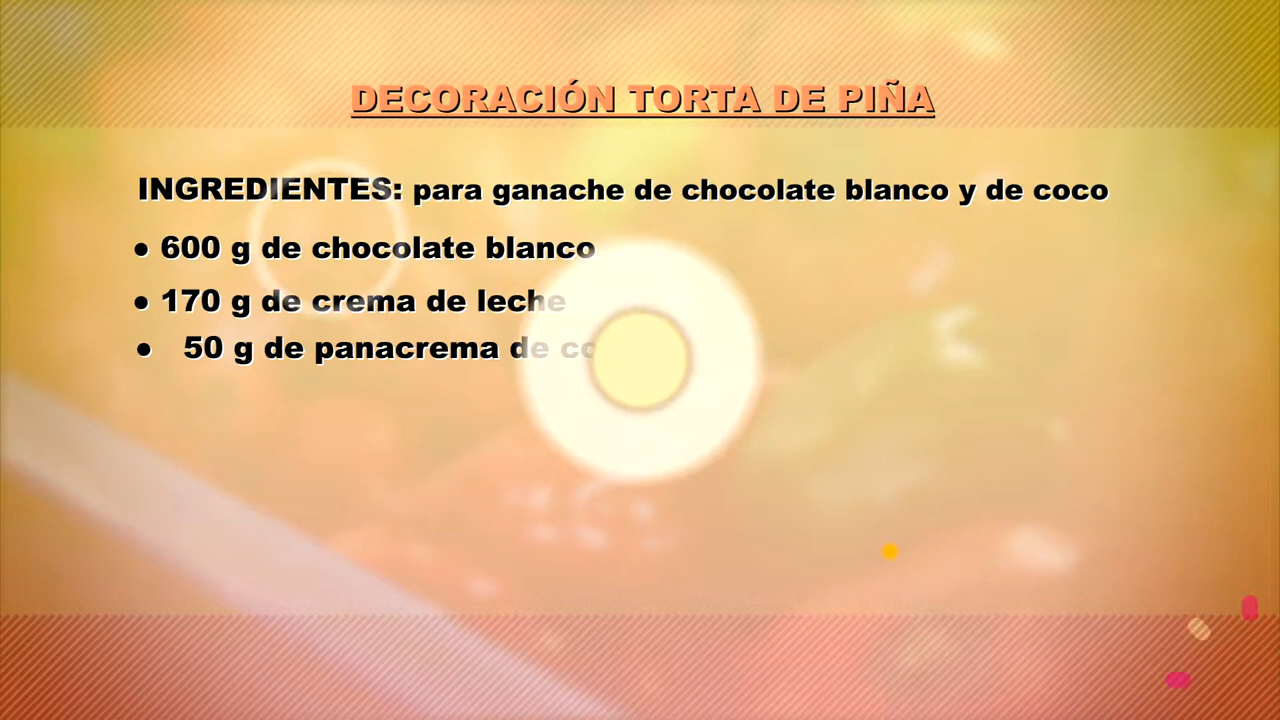 DECORACIÓN TORTA DE PIÑA
INGREDIENTES: para ganache de chocolate blanco y de coco
● 600 g de chocolate blanco
● 170 g de crema de leche
● 50 g de panacrema de